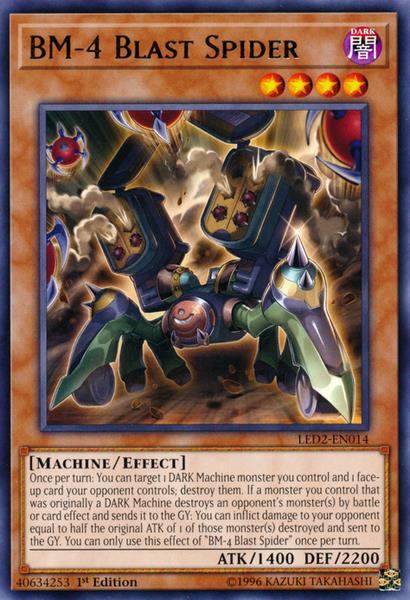 BM-4 Blast Spider
DARK
闇
LED2-EN014
[Machine/Effect]
Once per turn: You can target 1 DARK Machine monster you control and 1 face-
up card your opponent controls; destroy them. If a monster you control that
was originally a DARK Machine destroys an opponent's monster(s) by battle
or card effect and sends it to the GY: You can inflict damage to your opponent
equal to half the original ATK of 1 of those monster(s) destroyed and sent to
the GY. You can only use this effect of "BM-4 Blast Spider" once per turn.
ATK/1400 DEF/2200
40634253 1st Edition ©1996 KAZUKI TAKAHASHI